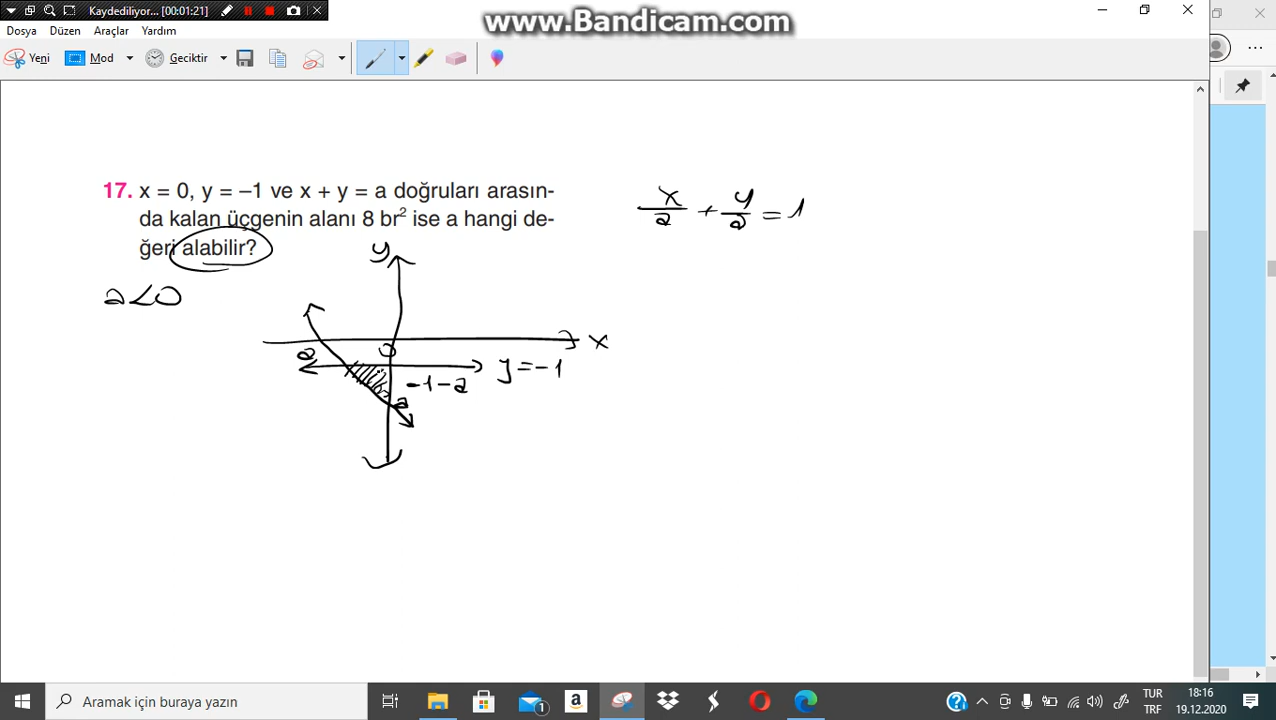 Kaydediliyor... [00:01:21]
www.Bandicam.com
Dosya Düzen Araçlar Yardım
Yeni Mod Geciktir
17. x = 0, y = –1 ve x + y = a doğruları arasın-
da kalan üçgenin alanı 8 br² ise a hangi de-
ğeri alabilir?
x/a + y/a = 1
a<0
y
x
0
a
y=-1
-1-a
a
Aramak için buraya yazın
1
TUR 18:16
TRF 19.12.2020